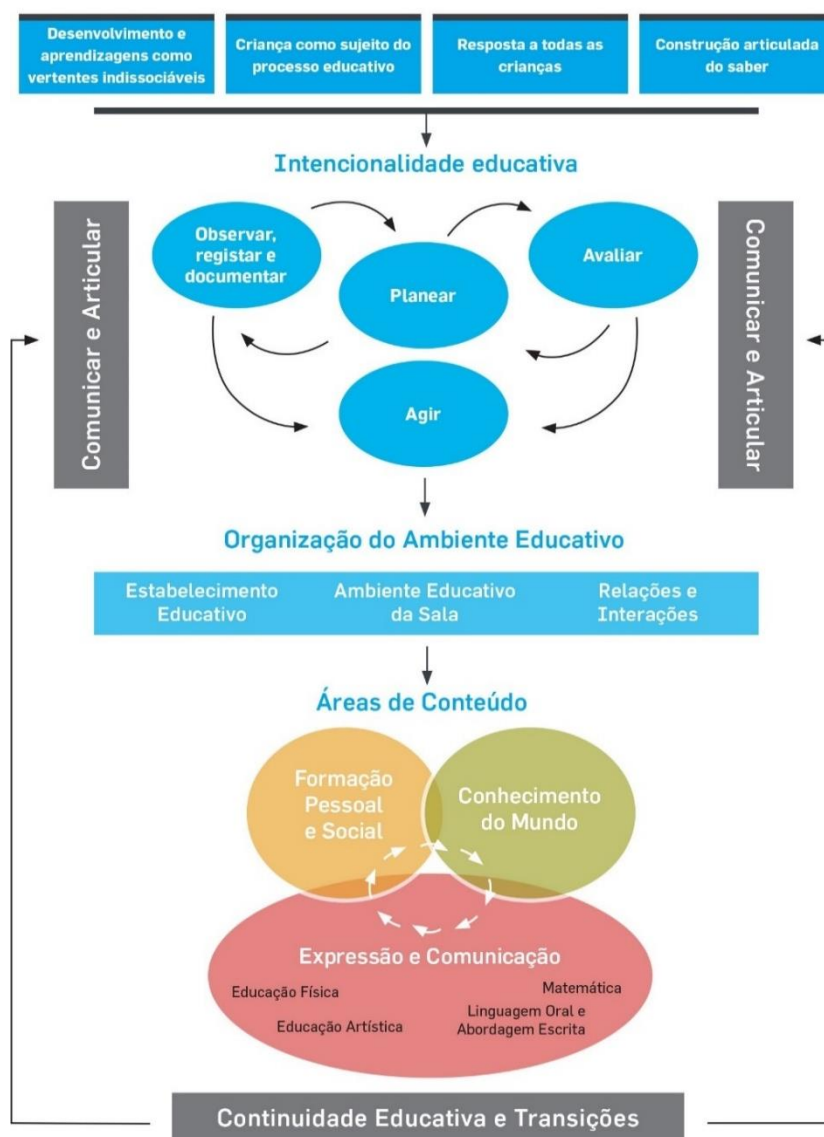 Desenvolvimento e
aprendizagens como
vertentes indissociáveis
Criança como sujeito do
processo educativo
Resposta a todas as
crianças
Construção articulada
do saber
Intencionalidade educativa
Comunicar e Articular
Observar,
registar e
documentar
Planear
Avaliar
Agir
Comunicar e Articular
Organização do Ambiente Educativo
Estabelecimento
Educativo
Ambiente Educativo
da Sala
Relações e
Interações
Áreas de Conteúdo
Formação
Pessoal
e Social
Conhecimento
do Mundo
Expressão e Comunicação
Educação Física
Matemática
Educação Artística
Linguagem Oral e
Abordagem Escrita
Continuidade Educativa e Transições